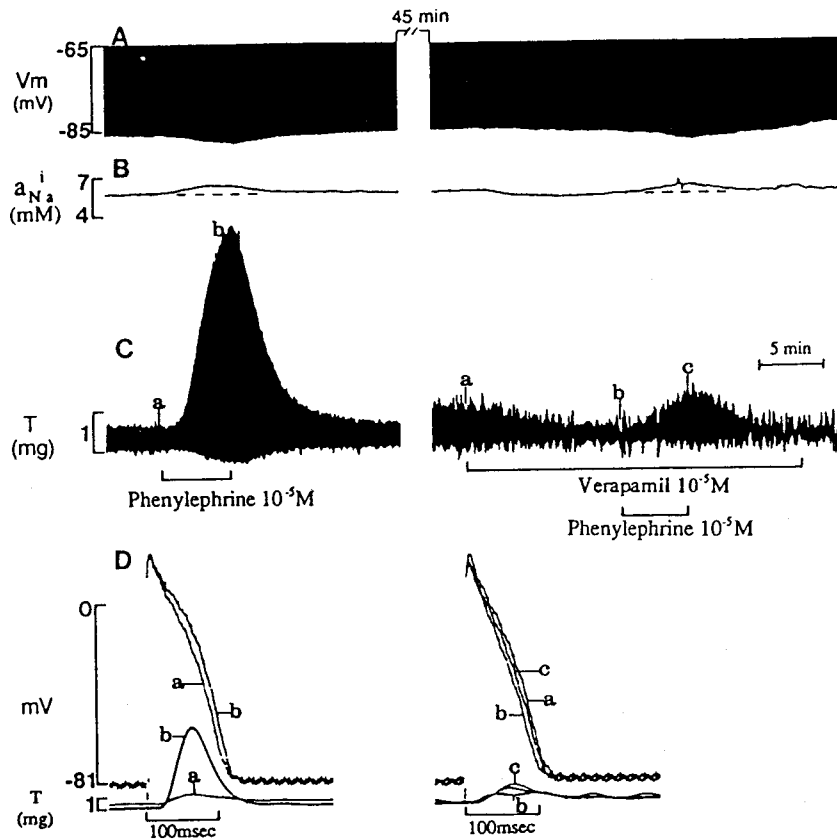 45 min
A
-65
Vm
(mV)
-85
B
a i Na
(mM)
7
4
b
C
a
T
(mg)
1
Phenylephrine 10-5M
a
b
c
5 min
Verapamil 10-5M
Phenylephrine 10-5M
D
0
mV
-81
a
b
b
a
T
(mg)
1
100msec
c
a
b
c
b
100msec